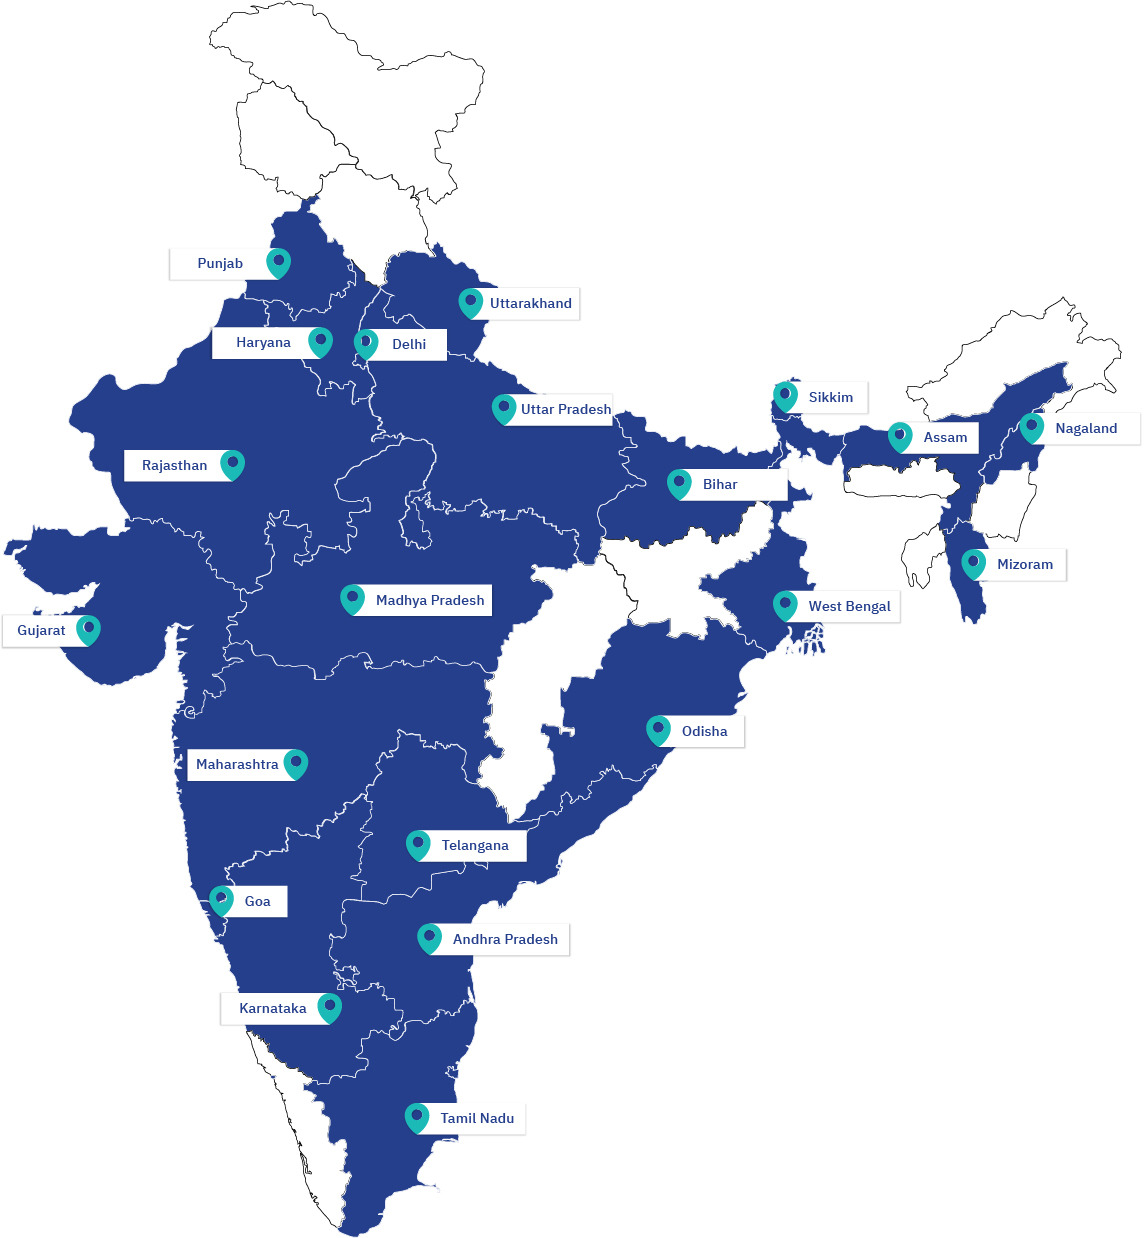 Punjab
Uttarakhand
Haryana
Delhi
Sikkim
Uttar Pradesh
Nagaland
Assam
Rajasthan
Bihar
Mizoram
Madhya Pradesh
West Bengal
Gujarat
Odisha
Maharashtra
Telangana
Goa
Andhra Pradesh
Karnataka
Tamil Nadu